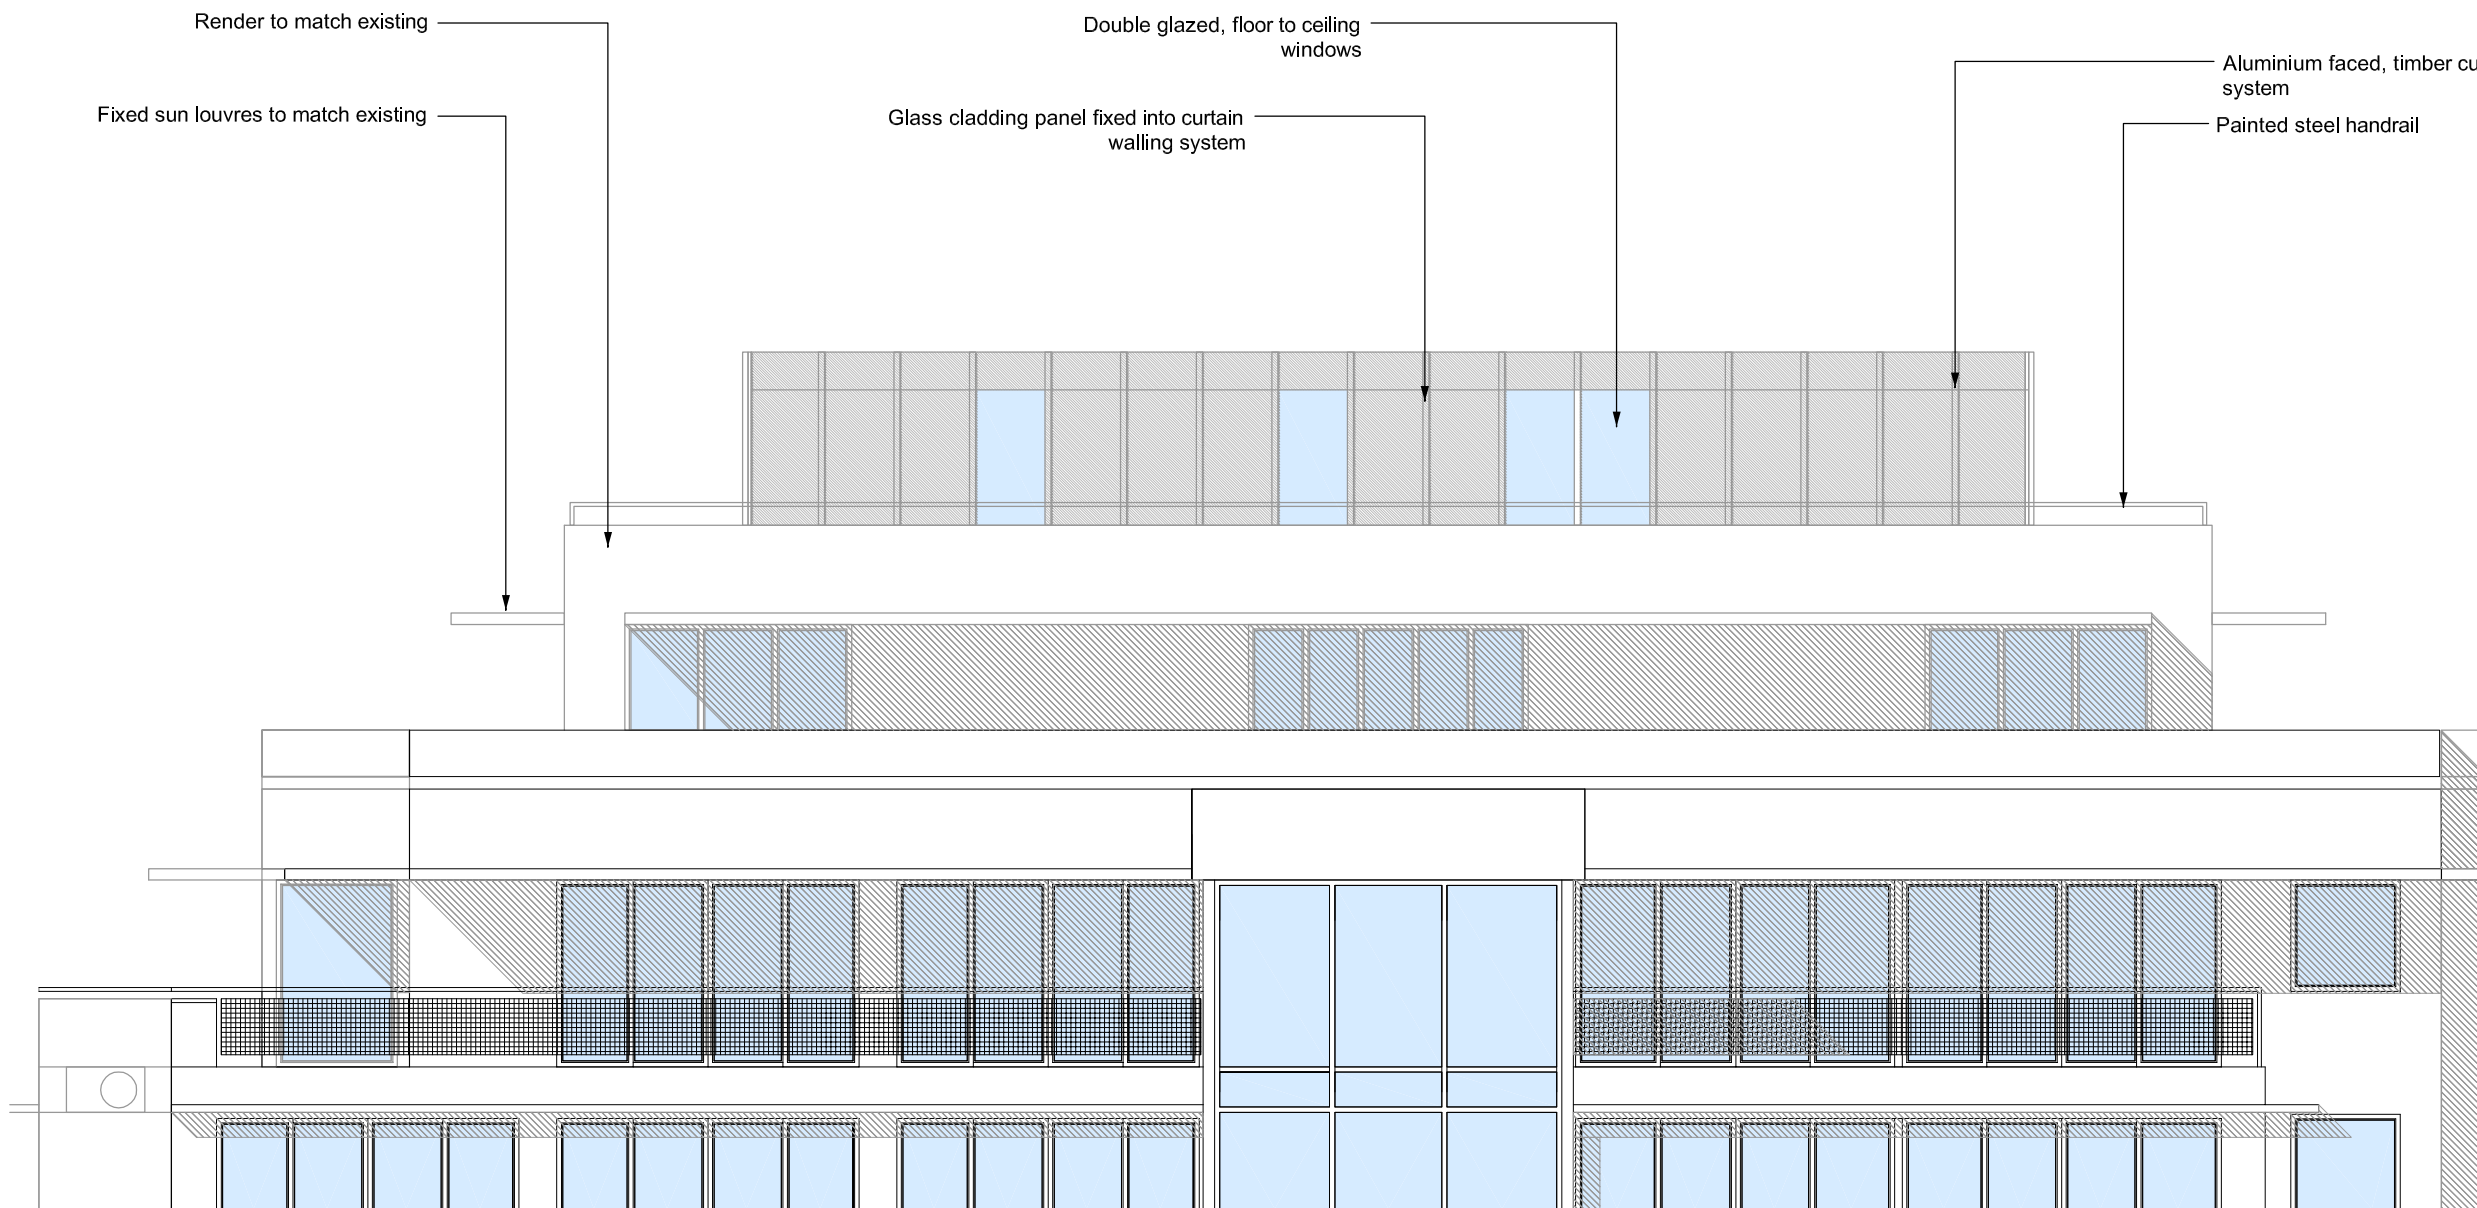 Render to match existing
Double glazed, floor to ceiling
windows
Aluminium faced, timber
system
Fixed sun louvres to match existing
Glass cladding panel fixed into curtain
walling system
Painted steel handrail